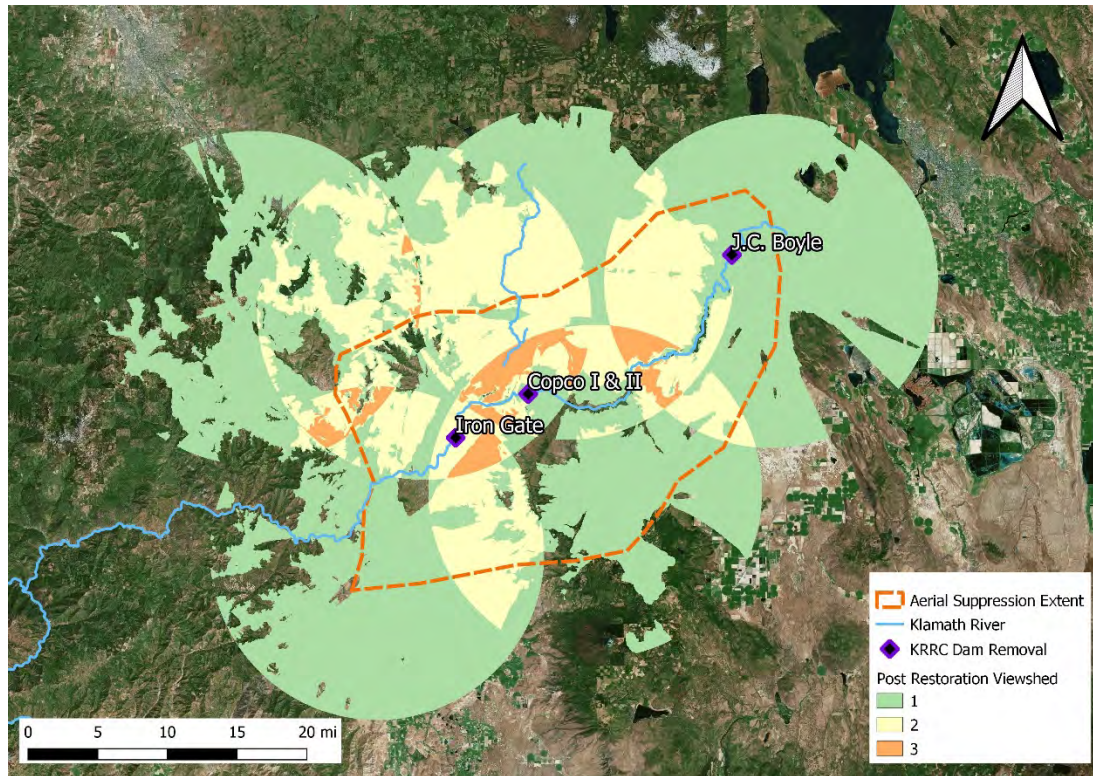 J.C. Boyle
Copco I & II
Iron Gate
Aerial Suppression Extent
Klamath River
KRRC Dam Removal
Post Restoration Viewshed
1
2
3
0 5 10 15 20 mi